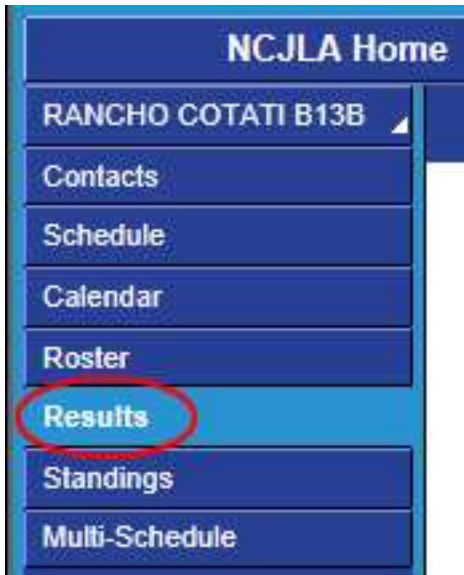 NCJLA Home
RANCHO COTATI B13B
Contacts
Schedule
Calendar
Roster
Results
Standings
Multi-Schedule